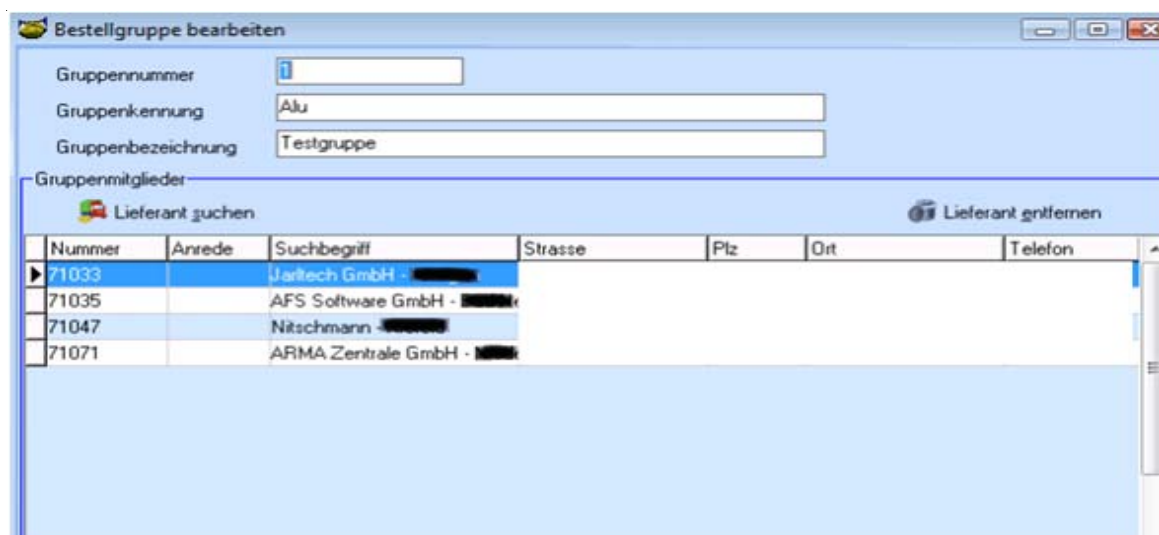 Bestellgruppe bearbeiten
Gruppennummer 1
Gruppenkennung Alu
Gruppenbezeichnung Testgruppe
Gruppenmitglieder
Lieferant suchen Lieferant entfernen
Nummer Anrede Suchbegriff Strasse Plz Ort Telefon
71033 Jarltech GmbH -
71035 AFS Software GmbH -
71047 Nitschmann -
71071 ARMA Zentrale GmbH -